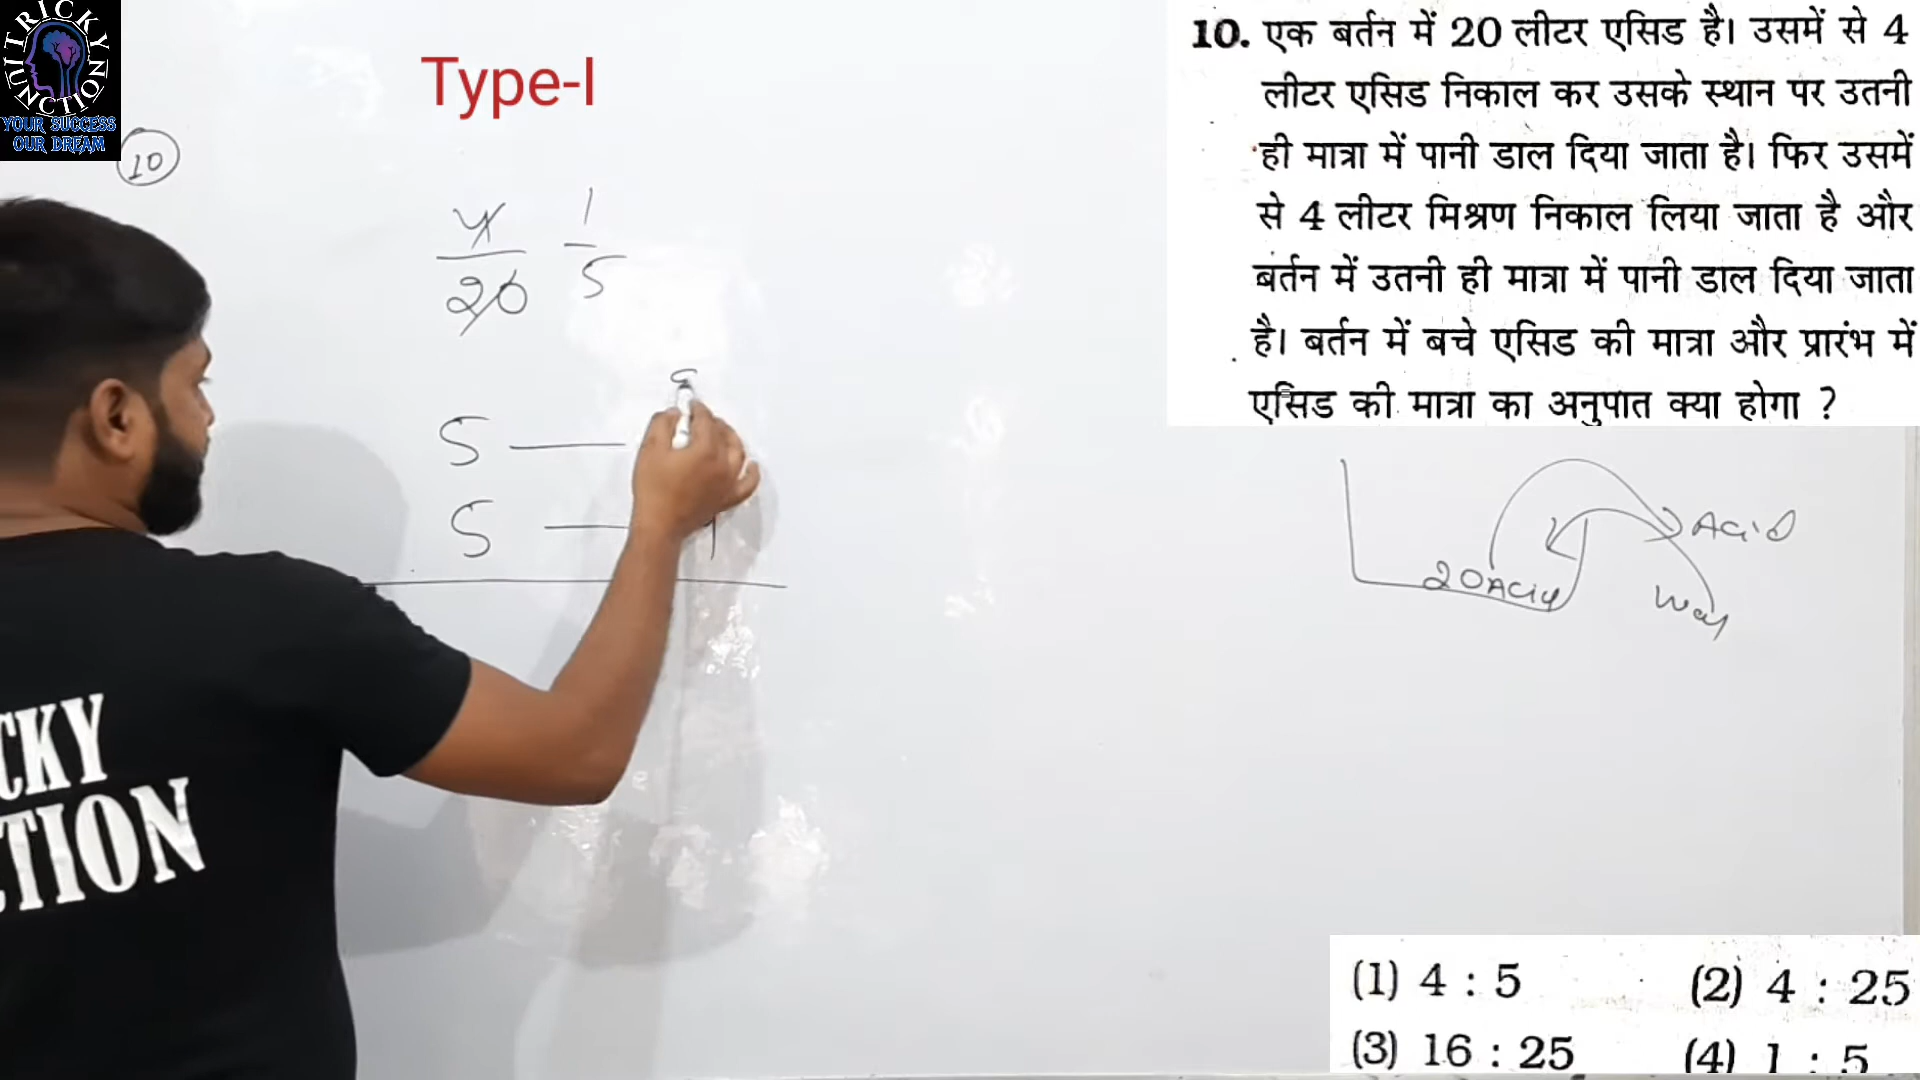 TRICKY
JUNCTION
YOUR SUCCESS
OUR DREAM
Type-I
10
4 1
20 5
5
5
CKY
CTION
10. एक बर्तन में 20 लीटर एसिड है। उसमें से 4
लीटर एसिड निकाल कर उसके स्थान पर उतनी
ही मात्रा में पानी डाल दिया जाता है। फिर उसमें
से 4 लीटर मिश्रण निकाल लिया जाता है और
बर्तन में उतनी ही मात्रा में पानी डाल दिया जाता
है। बर्तन में बचे एसिड की मात्रा और प्रारंभ में
एसिड की मात्रा का अनुपात क्या होगा ?
Acid
20
(1) 4 : 5 (2) 4 : 25
(3) 16 : 25 (4) 1 : 5